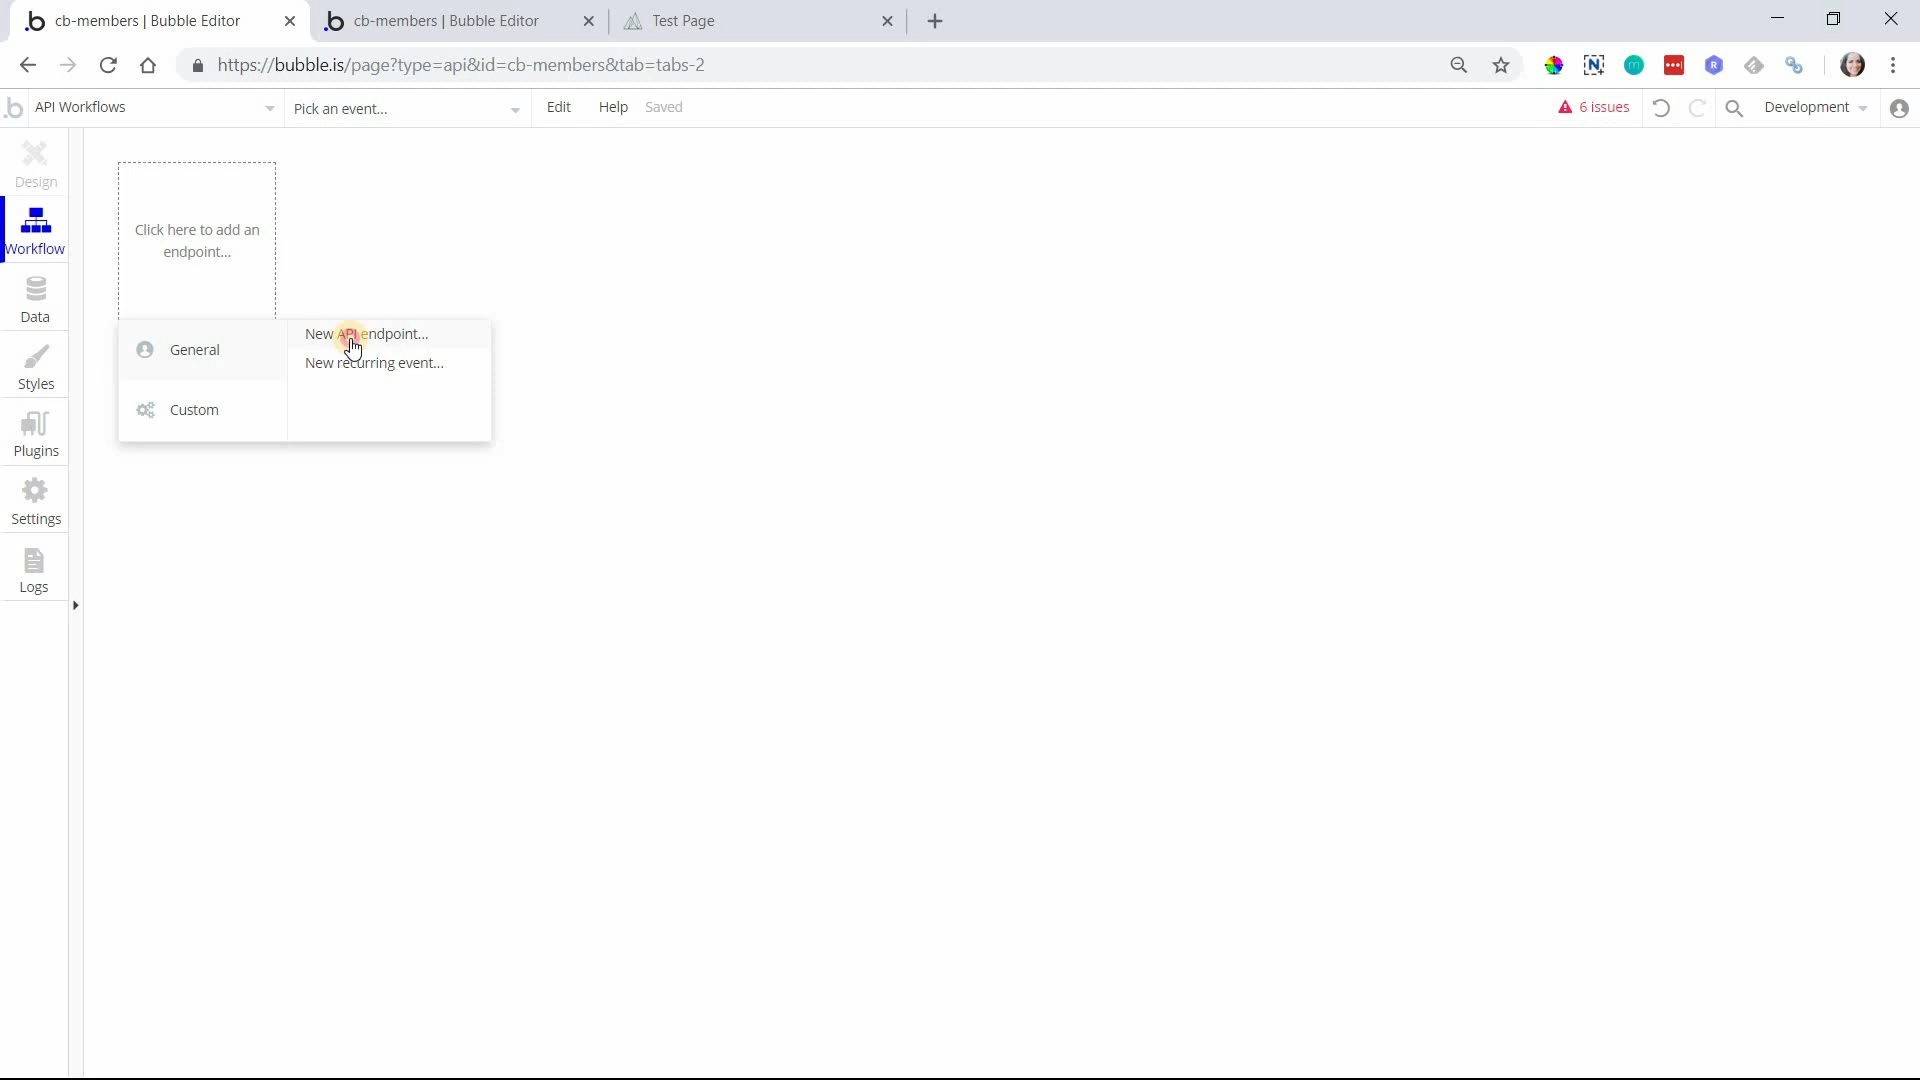 cb-members | Bubble Editor
cb-members | Bubble Editor
Test Page
https://bubble.is/page?type=api&id=cb-members&tab=tabs-2
API Workflows
Pick an event...
Edit
Help
Saved
6 issues
Development
Design
Workflow
Data
Styles
Plugins
Settings
Logs
Click here to add an
endpoint...
General
Custom
New API endpoint...
New recurring event...